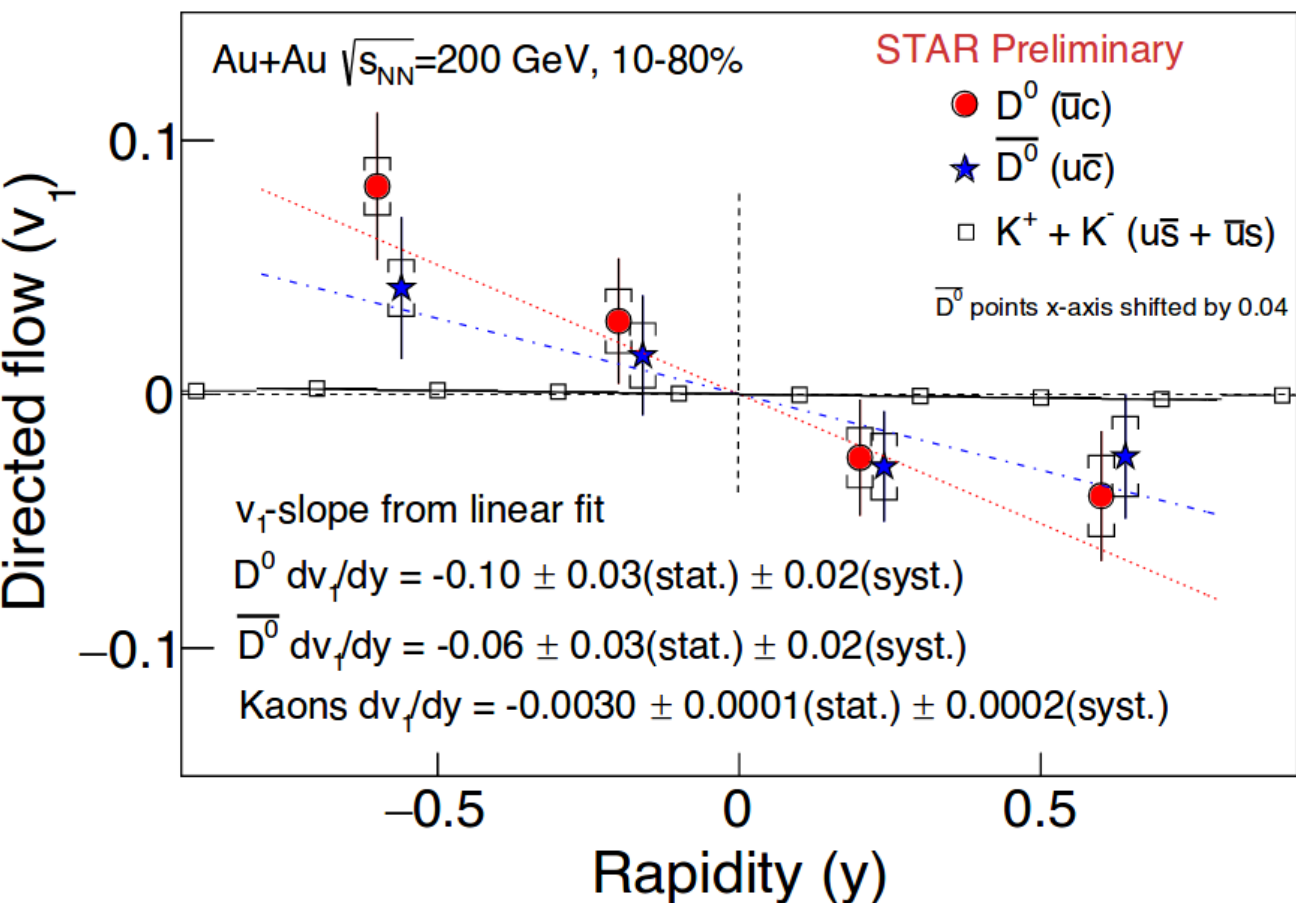 Au+Au √s_NN=200 GeV, 10-80%
STAR Preliminary
D⁰ (u̅c)
D̅⁰ (uc̅)
K⁺ + K⁻ (us̅ + u̅s)
D̅⁰ points x-axis shifted by 0.04
0.1
0
−0.1
Directed flow (v₁)
v₁-slope from linear fit
D⁰ dv₁/dy = -0.10 ± 0.03(stat.) ± 0.02(syst.)
D̅⁰ dv₁/dy = -0.06 ± 0.03(stat.) ± 0.02(syst.)
Kaons dv₁/dy = -0.0030 ± 0.0001(stat.) ± 0.0002(syst.)
−0.5 0 0.5
Rapidity (y)